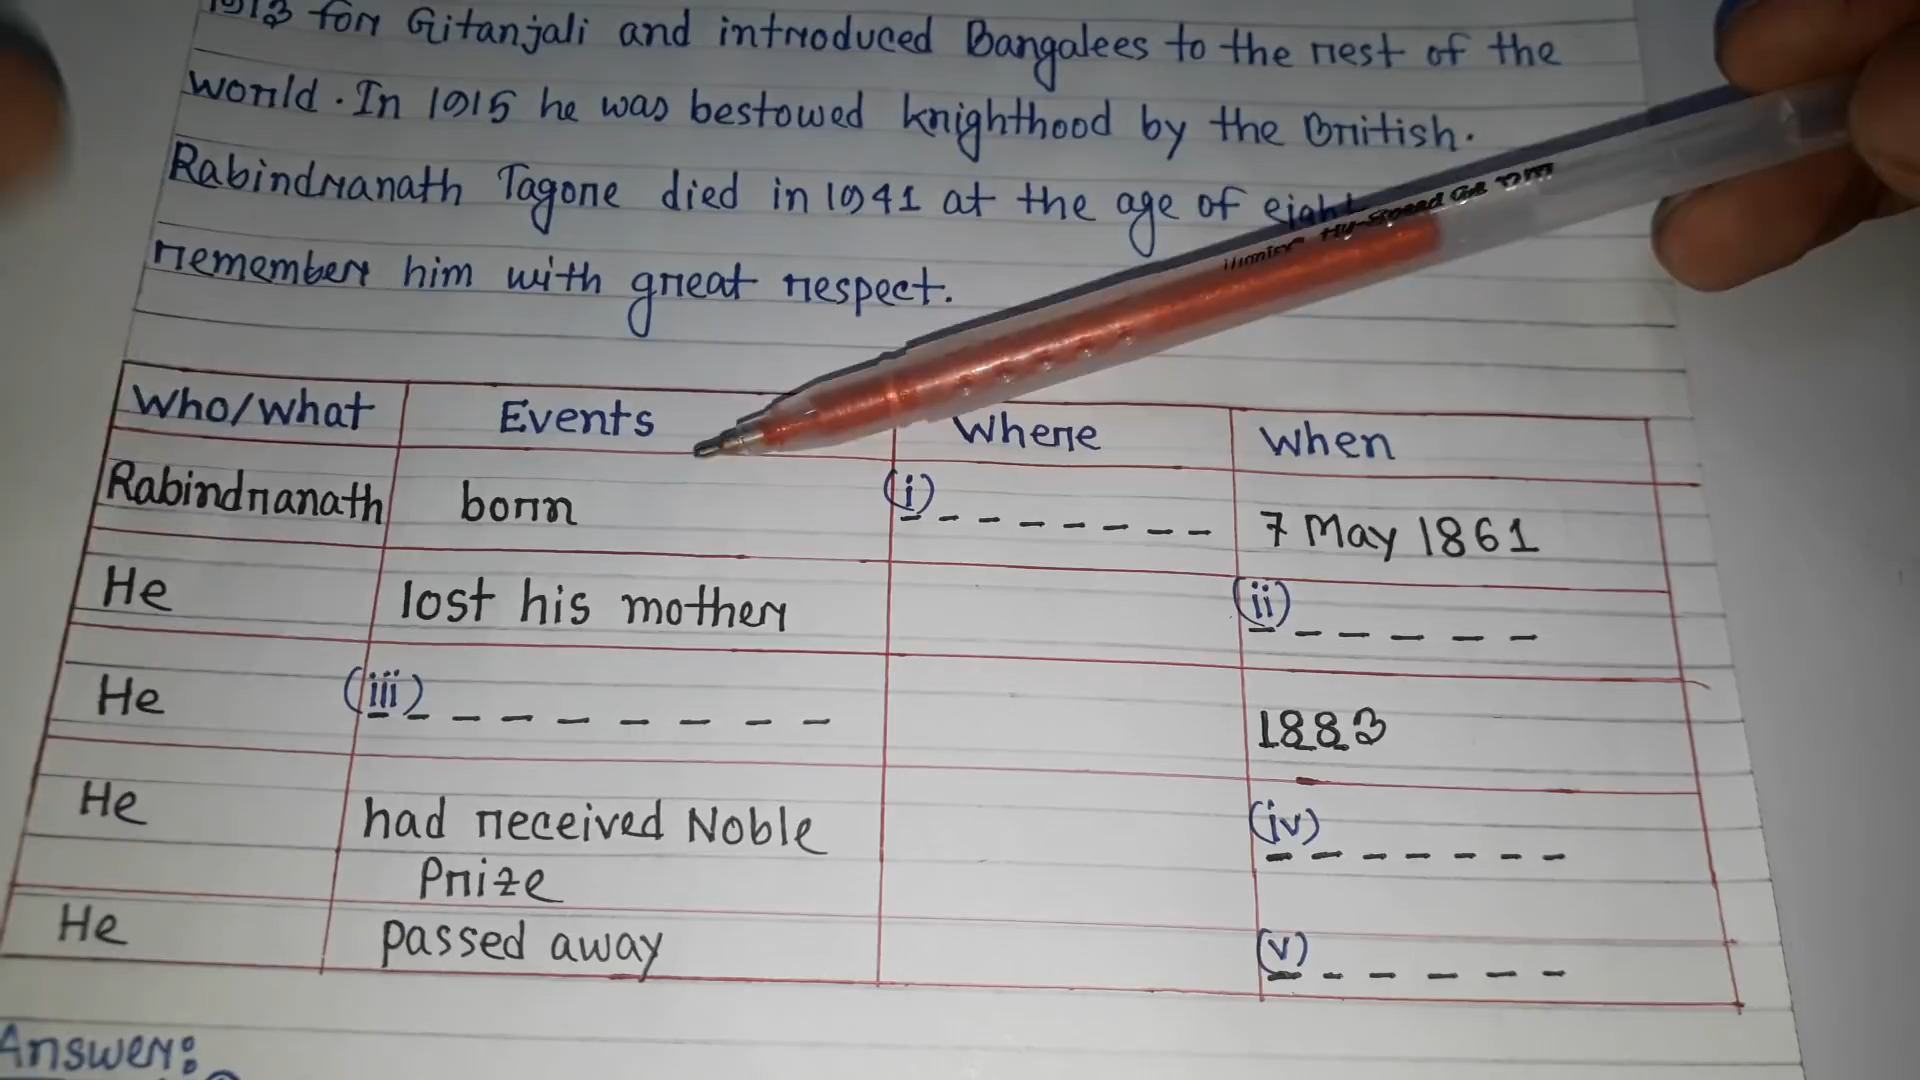 1913 for Gitanjali and introduced Bangalees to the rest of the
world. In 1915 he was bestowed knighthood by the British.
Rabindranath Tagore died in 1941 at the age of
remember him with great respect.
Who/What Events Where When
Rabindranath born (i) _ _ _ _ _ _ _ _ 7 May 1861
He lost his mother (ii) _ _ _ _ _ _
He (iii) _ _ _ _ _ _ _ _ _ _ 1883
He had received Noble (iv) _ _ _ _ _ _ _
Prize
He passed away (v) _ _ _ _ _ _
Answer: